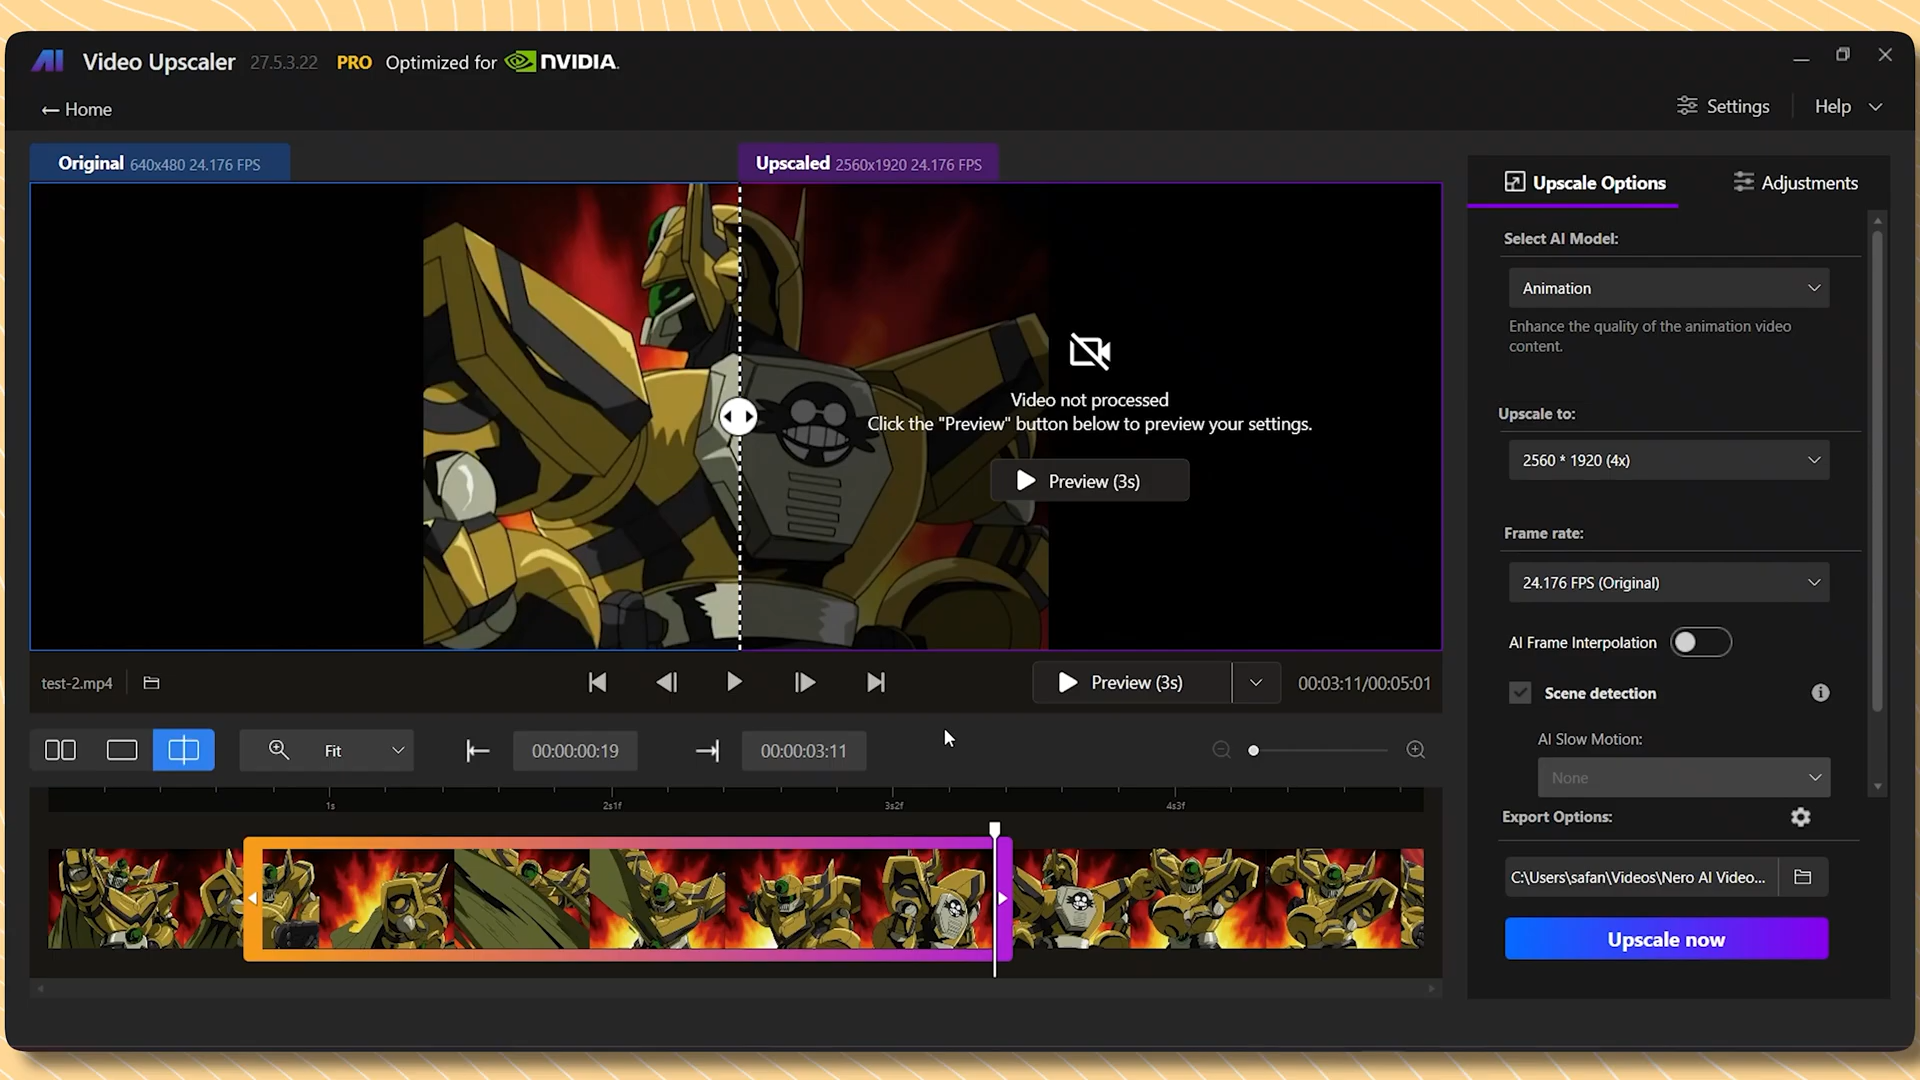 AI Video Upscaler 27.5.3.22 PRO Optimized for NVIDIA.
← Home
Settings Help
Original 640x480 24.176 FPS
Upscaled 2560x1920 24.176 FPS
Video not processed
Click the "Preview" button below to preview your settings.
Preview (3s)
test-2.mp4
Preview (3s)
00:03:11/00:05:01
Fit
00:00:00:19
00:00:03:11
1s 2s1f 3s2f 4s3f
Upscale Options
Adjustments
Select AI Model:
Animation
Enhance the quality of the animation video
content.
Upscale to:
2560 * 1920 (4x)
Frame rate:
24.176 FPS (Original)
AI Frame Interpolation
Scene detection
AI Slow Motion:
None
Export Options:
C:\Users\safan\Videos\Nero AI Video...
Upscale now